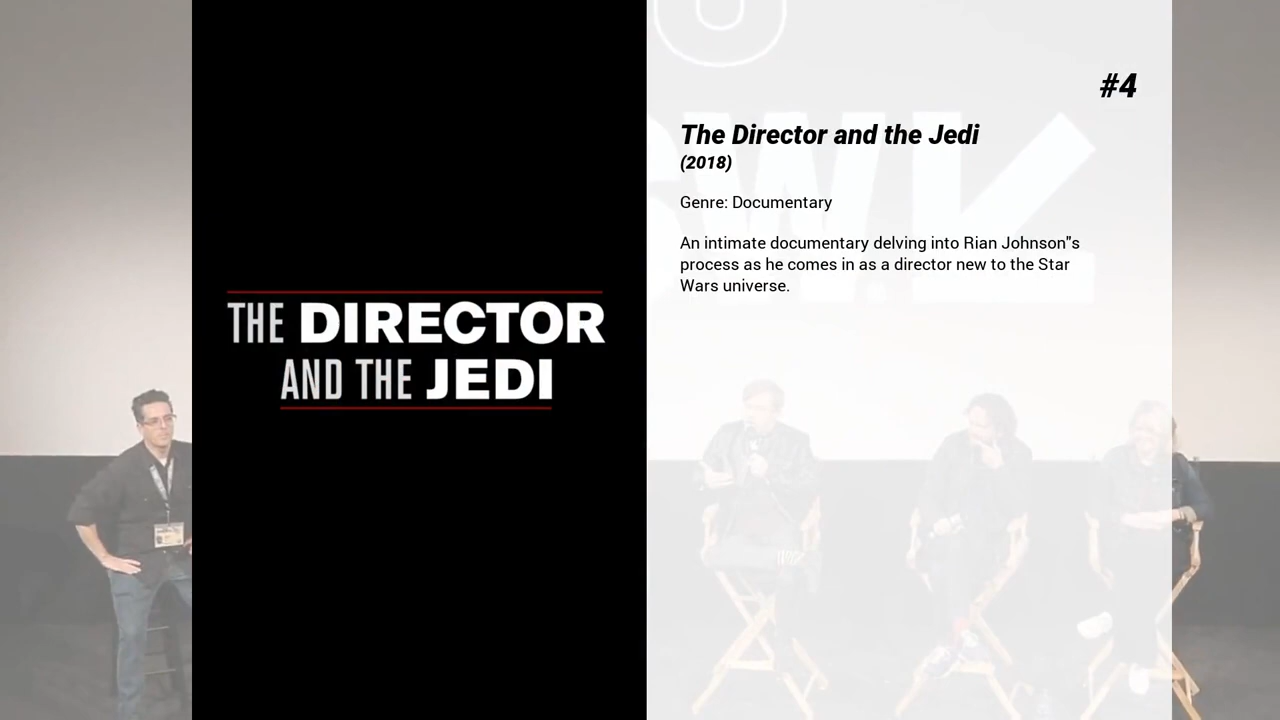 THE DIRECTOR
AND THE JEDI
#4
The Director and the Jedi
(2018)
Genre: Documentary
An intimate documentary delving into Rian Johnson"s
process as he comes in as a director new to the Star
Wars universe.